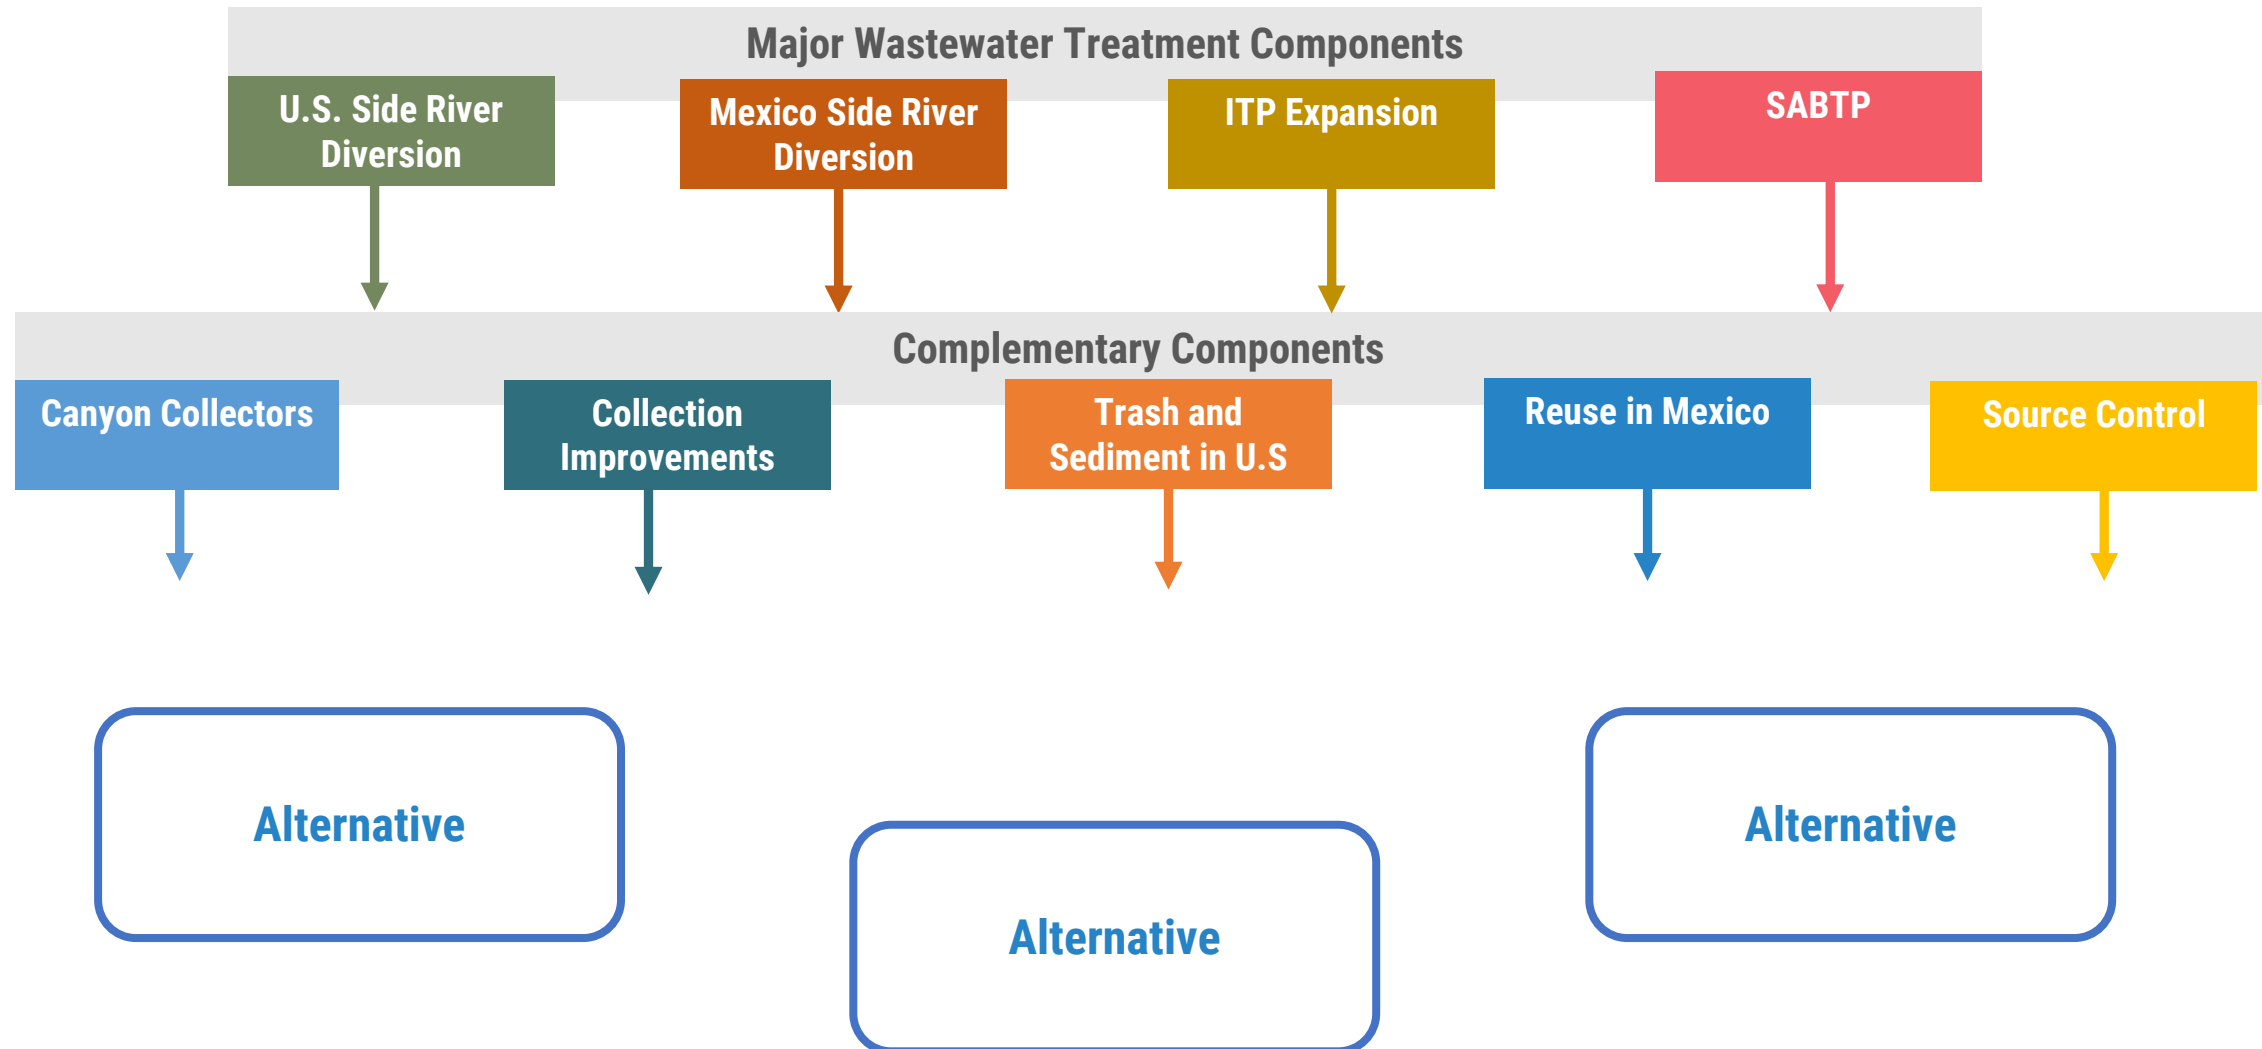 Major Wastewater Treatment Components
U.S. Side River
Diversion
Mexico Side River
Diversion
ITP Expansion
SABTP
Complementary Components
Canyon Collectors
Collection
Improvements
Trash and
Sediment in U.S
Reuse in Mexico
Source Control
Alternative
Alternative
Alternative